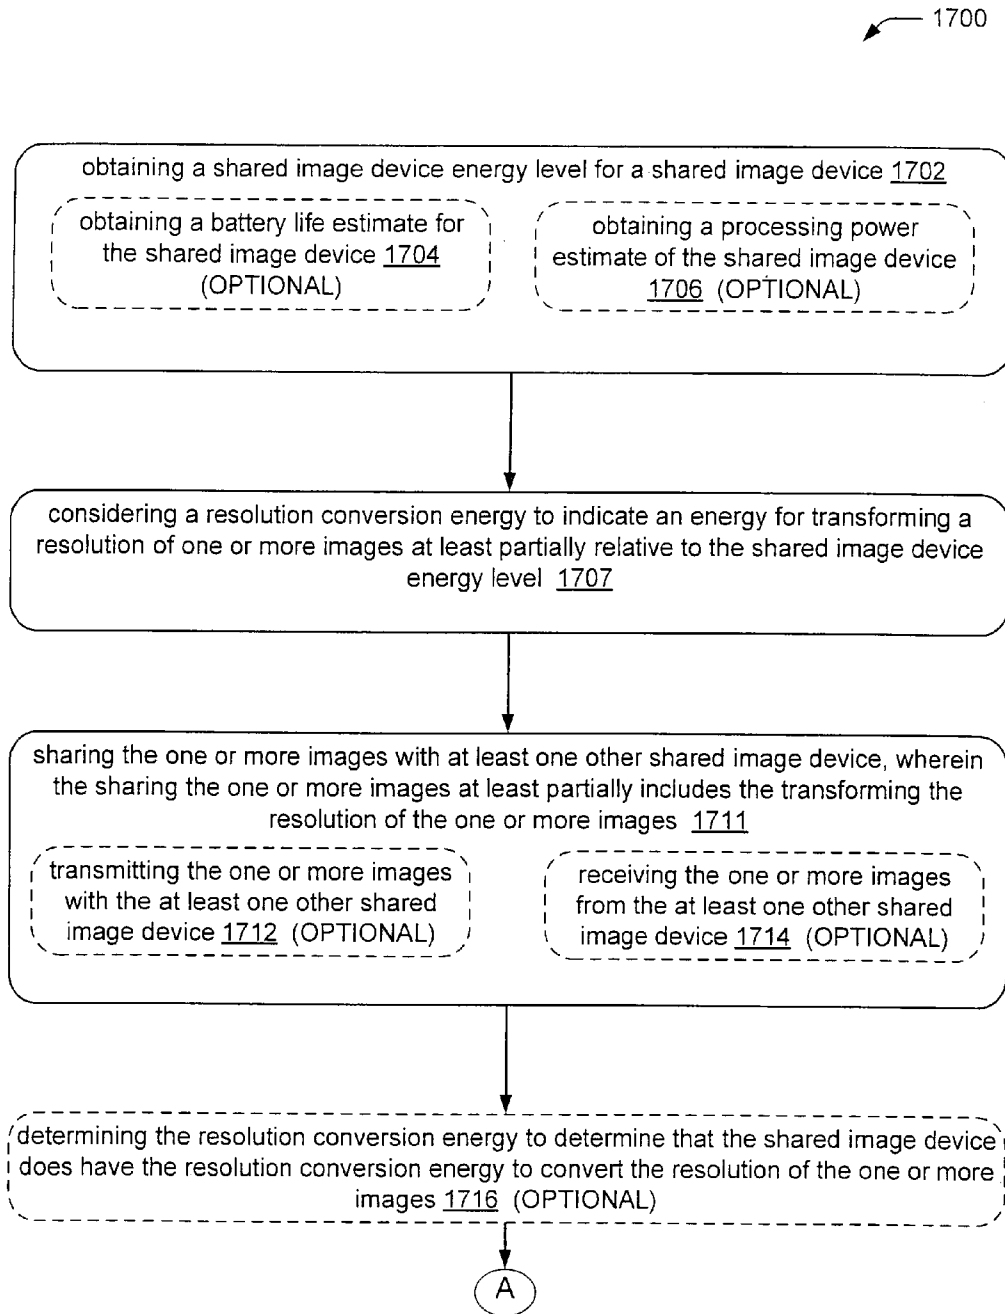 1700
obtaining a shared image device energy level for a shared image device 1702
obtaining a battery life estimate for
the shared image device 1704
(OPTIONAL)
obtaining a processing power
estimate of the shared image device
1706 (OPTIONAL)
considering a resolution conversion energy to indicate an energy for transforming a
resolution of one or more images at least partially relative to the shared image device
energy level 1707
sharing the one or more images with at least one other shared image device, wherein
the sharing the one or more images at least partially includes the transforming the
resolution of the one or more images 1711
transmitting the one or more images
with the at least one other shared
image device 1712 (OPTIONAL)
receiving the one or more images
from the at least one other shared
image device 1714 (OPTIONAL)
determining the resolution conversion energy to determine that the shared image device
does have the resolution conversion energy to convert the resolution of the one or more
images 1716 (OPTIONAL)
A